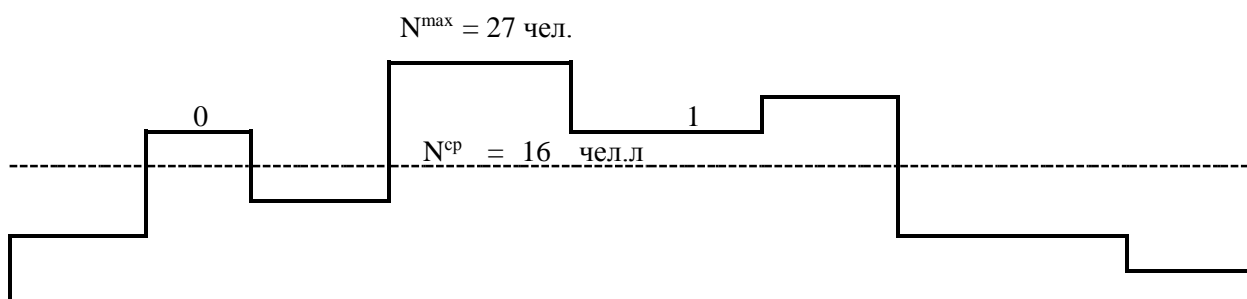 N^max = 27 чел.
0
1
N^ср = 16 чел.л